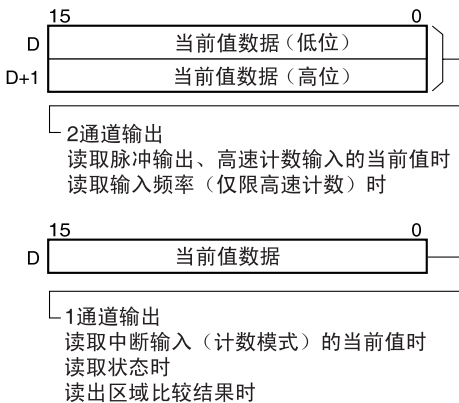 15 0
D 当前值数据（低位）
D+1 当前值数据（高位）
2通道输出
读取脉冲输出、高速计数输入的当前值时
读取输入频率（仅限高速计数）时
15 0
D 当前值数据
1通道输出
读取中断输入（计数模式）的当前值时
读取状态时
读出区域比较结果时